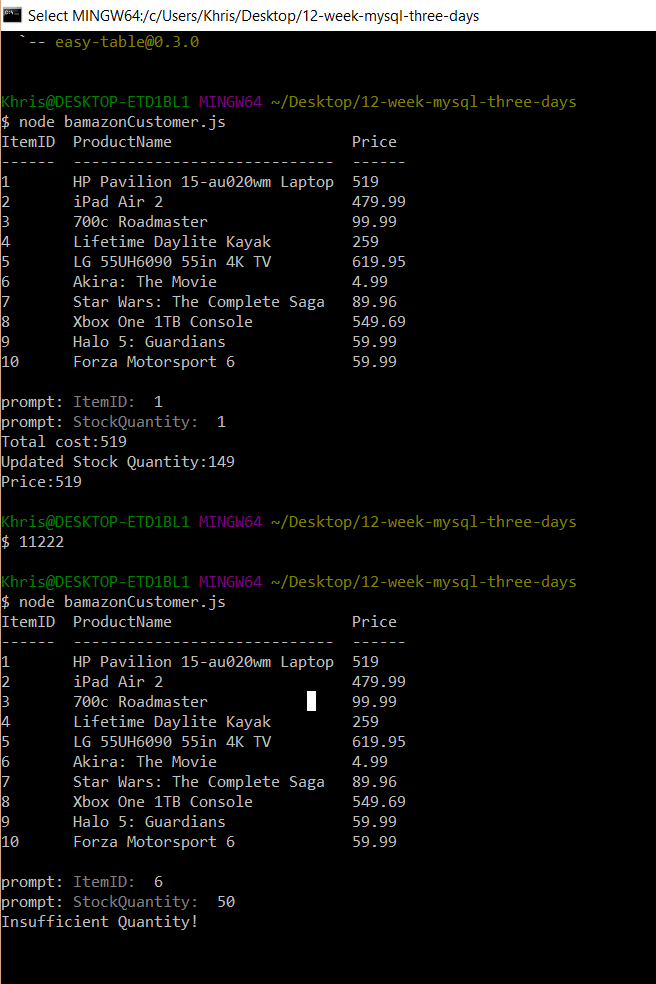 Select MINGW64:/c/Users/Khris/Desktop/12-week-mysql-three-days
`-- easy-table@0.3.0
Khris@DESKTOP-ETD1BL1 MINGW64 ~/Desktop/12-week-mysql-three-days
$ node bamazonCustomer.js
ItemID  ProductName                    Price
------  -----------------------------  ------
1       HP Pavilion 15-au020wm Laptop  519
2       iPad Air 2                     479.99
3       700c Roadmaster                99.99
4       Lifetime Daylite Kayak         259
5       LG 55UH6090 55in 4K TV         619.95
6       Akira: The Movie               4.99
7       Star Wars: The Complete Saga   89.96
8       Xbox One 1TB Console           549.69
9       Halo 5: Guardians              59.99
10      Forza Motorsport 6             59.99
prompt: ItemID:  1
prompt: StockQuantity:  1
Total cost:519
Updated Stock Quantity:149
Price:519
Khris@DESKTOP-ETD1BL1 MINGW64 ~/Desktop/12-week-mysql-three-days
$ 11222
Khris@DESKTOP-ETD1BL1 MINGW64 ~/Desktop/12-week-mysql-three-days
$ node bamazonCustomer.js
ItemID  ProductName                    Price
------  -----------------------------  ------
1       HP Pavilion 15-au020wm Laptop  519
2       iPad Air 2                     479.99
3       700c Roadmaster                99.99
4       Lifetime Daylite Kayak         259
5       LG 55UH6090 55in 4K TV         619.95
6       Akira: The Movie               4.99
7       Star Wars: The Complete Saga   89.96
8       Xbox One 1TB Console           549.69
9       Halo 5: Guardians              59.99
10      Forza Motorsport 6             59.99
prompt: ItemID:  6
prompt: StockQuantity:  50
Insufficient Quantity!